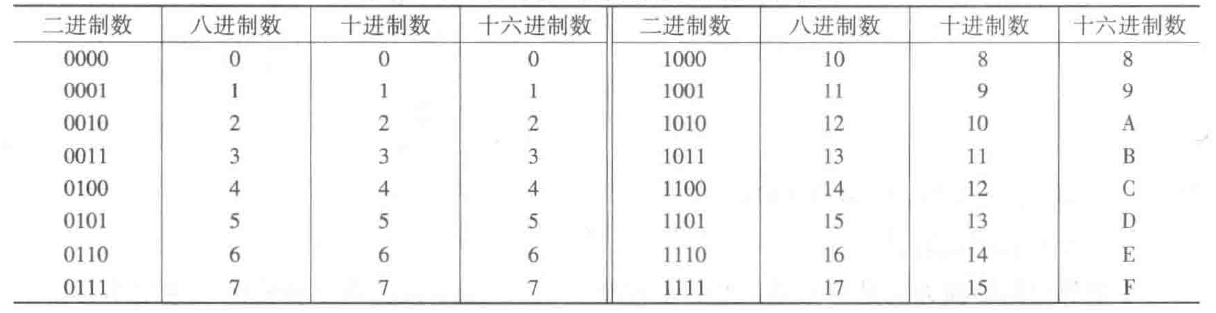 二进制数 八进制数 十进制数 十六进制数 二进制数 八进制数 十进制数 十六进制数
0000 0 0 0 1000 10 8 8
0001 1 1 1 1001 11 9 9
0010 2 2 2 1010 12 10 A
0011 3 3 3 1011 13 11 B
0100 4 4 4 1100 14 12 C
0101 5 5 5 1101 15 13 D
0110 6 6 6 1110 16 14 E
0111 7 7 7 1111 17 15 F